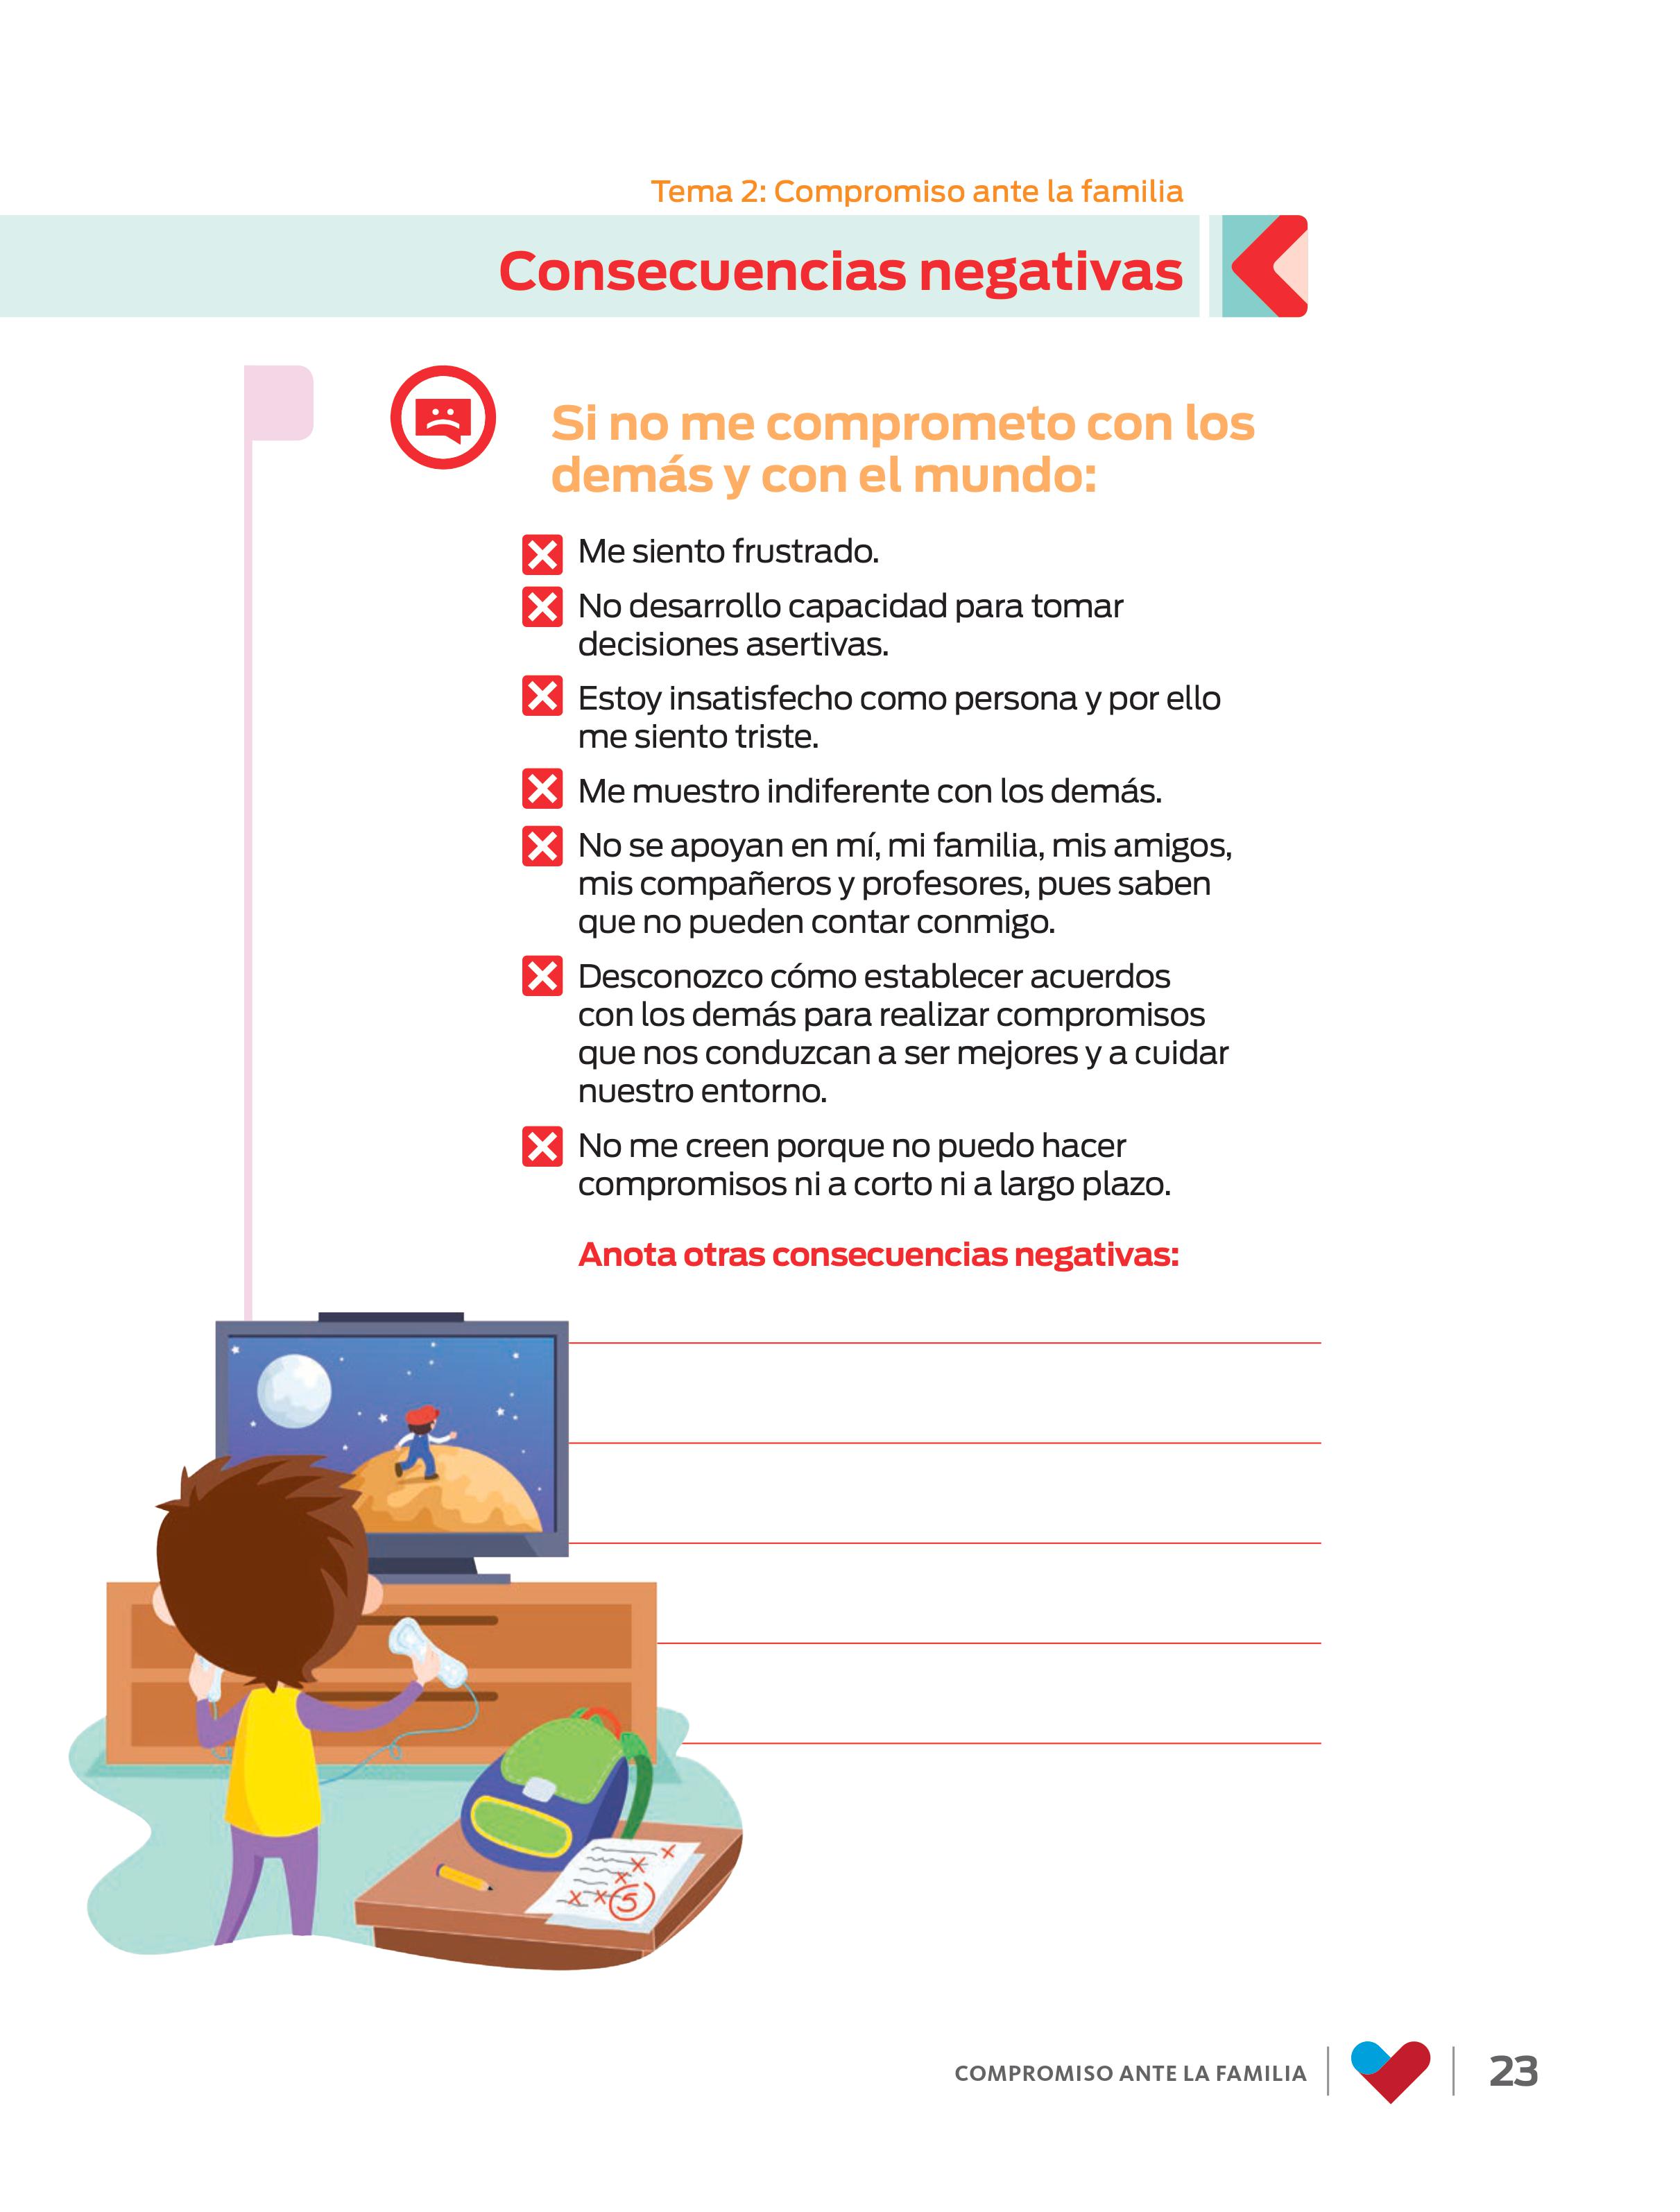 Tema 2: Compromiso ante la familia
Consecuencias negativas
Si no me comprometo con los
demás y con el mundo:
Me siento frustrado.
No desarrollo capacidad para tomar
decisiones asertivas.
Estoy insatisfecho como persona y por ello
me siento triste.
Me muestro indiferente con los demás.
No se apoyan en mí, mi familia, mis amigos,
mis compañeros y profesores, pues saben
que no pueden contar conmigo.
Desconozco cómo establecer acuerdos
con los demás para realizar compromisos
que nos conduzcan a ser mejores y a cuidar
nuestro entorno.
No me creen porque no puedo hacer
compromisos ni a corto ni a largo plazo.
Anota otras consecuencias negativas:
5
COMPROMISO ANTE LA FAMILIA
23